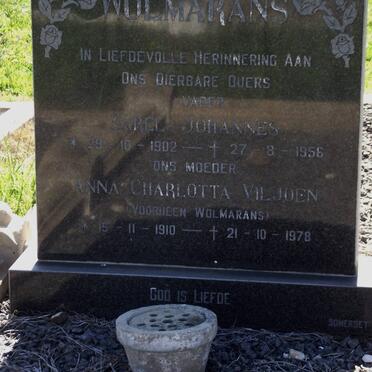 WOLMARANS
IN LIEFDEVOLLE HERINNERING AAN
ONS DIERBARE OUERS
VADER
KAREL JOHANNES
* 29-10-1902 — † 27-8-1956
ONS MOEDER
ANNA CHARLOTTA VILJOEN
(VOORHEEN WOLMARANS)
* 15-11-1910 — † 21-10-1978
GOD IS LIEFDE
SOMERSET